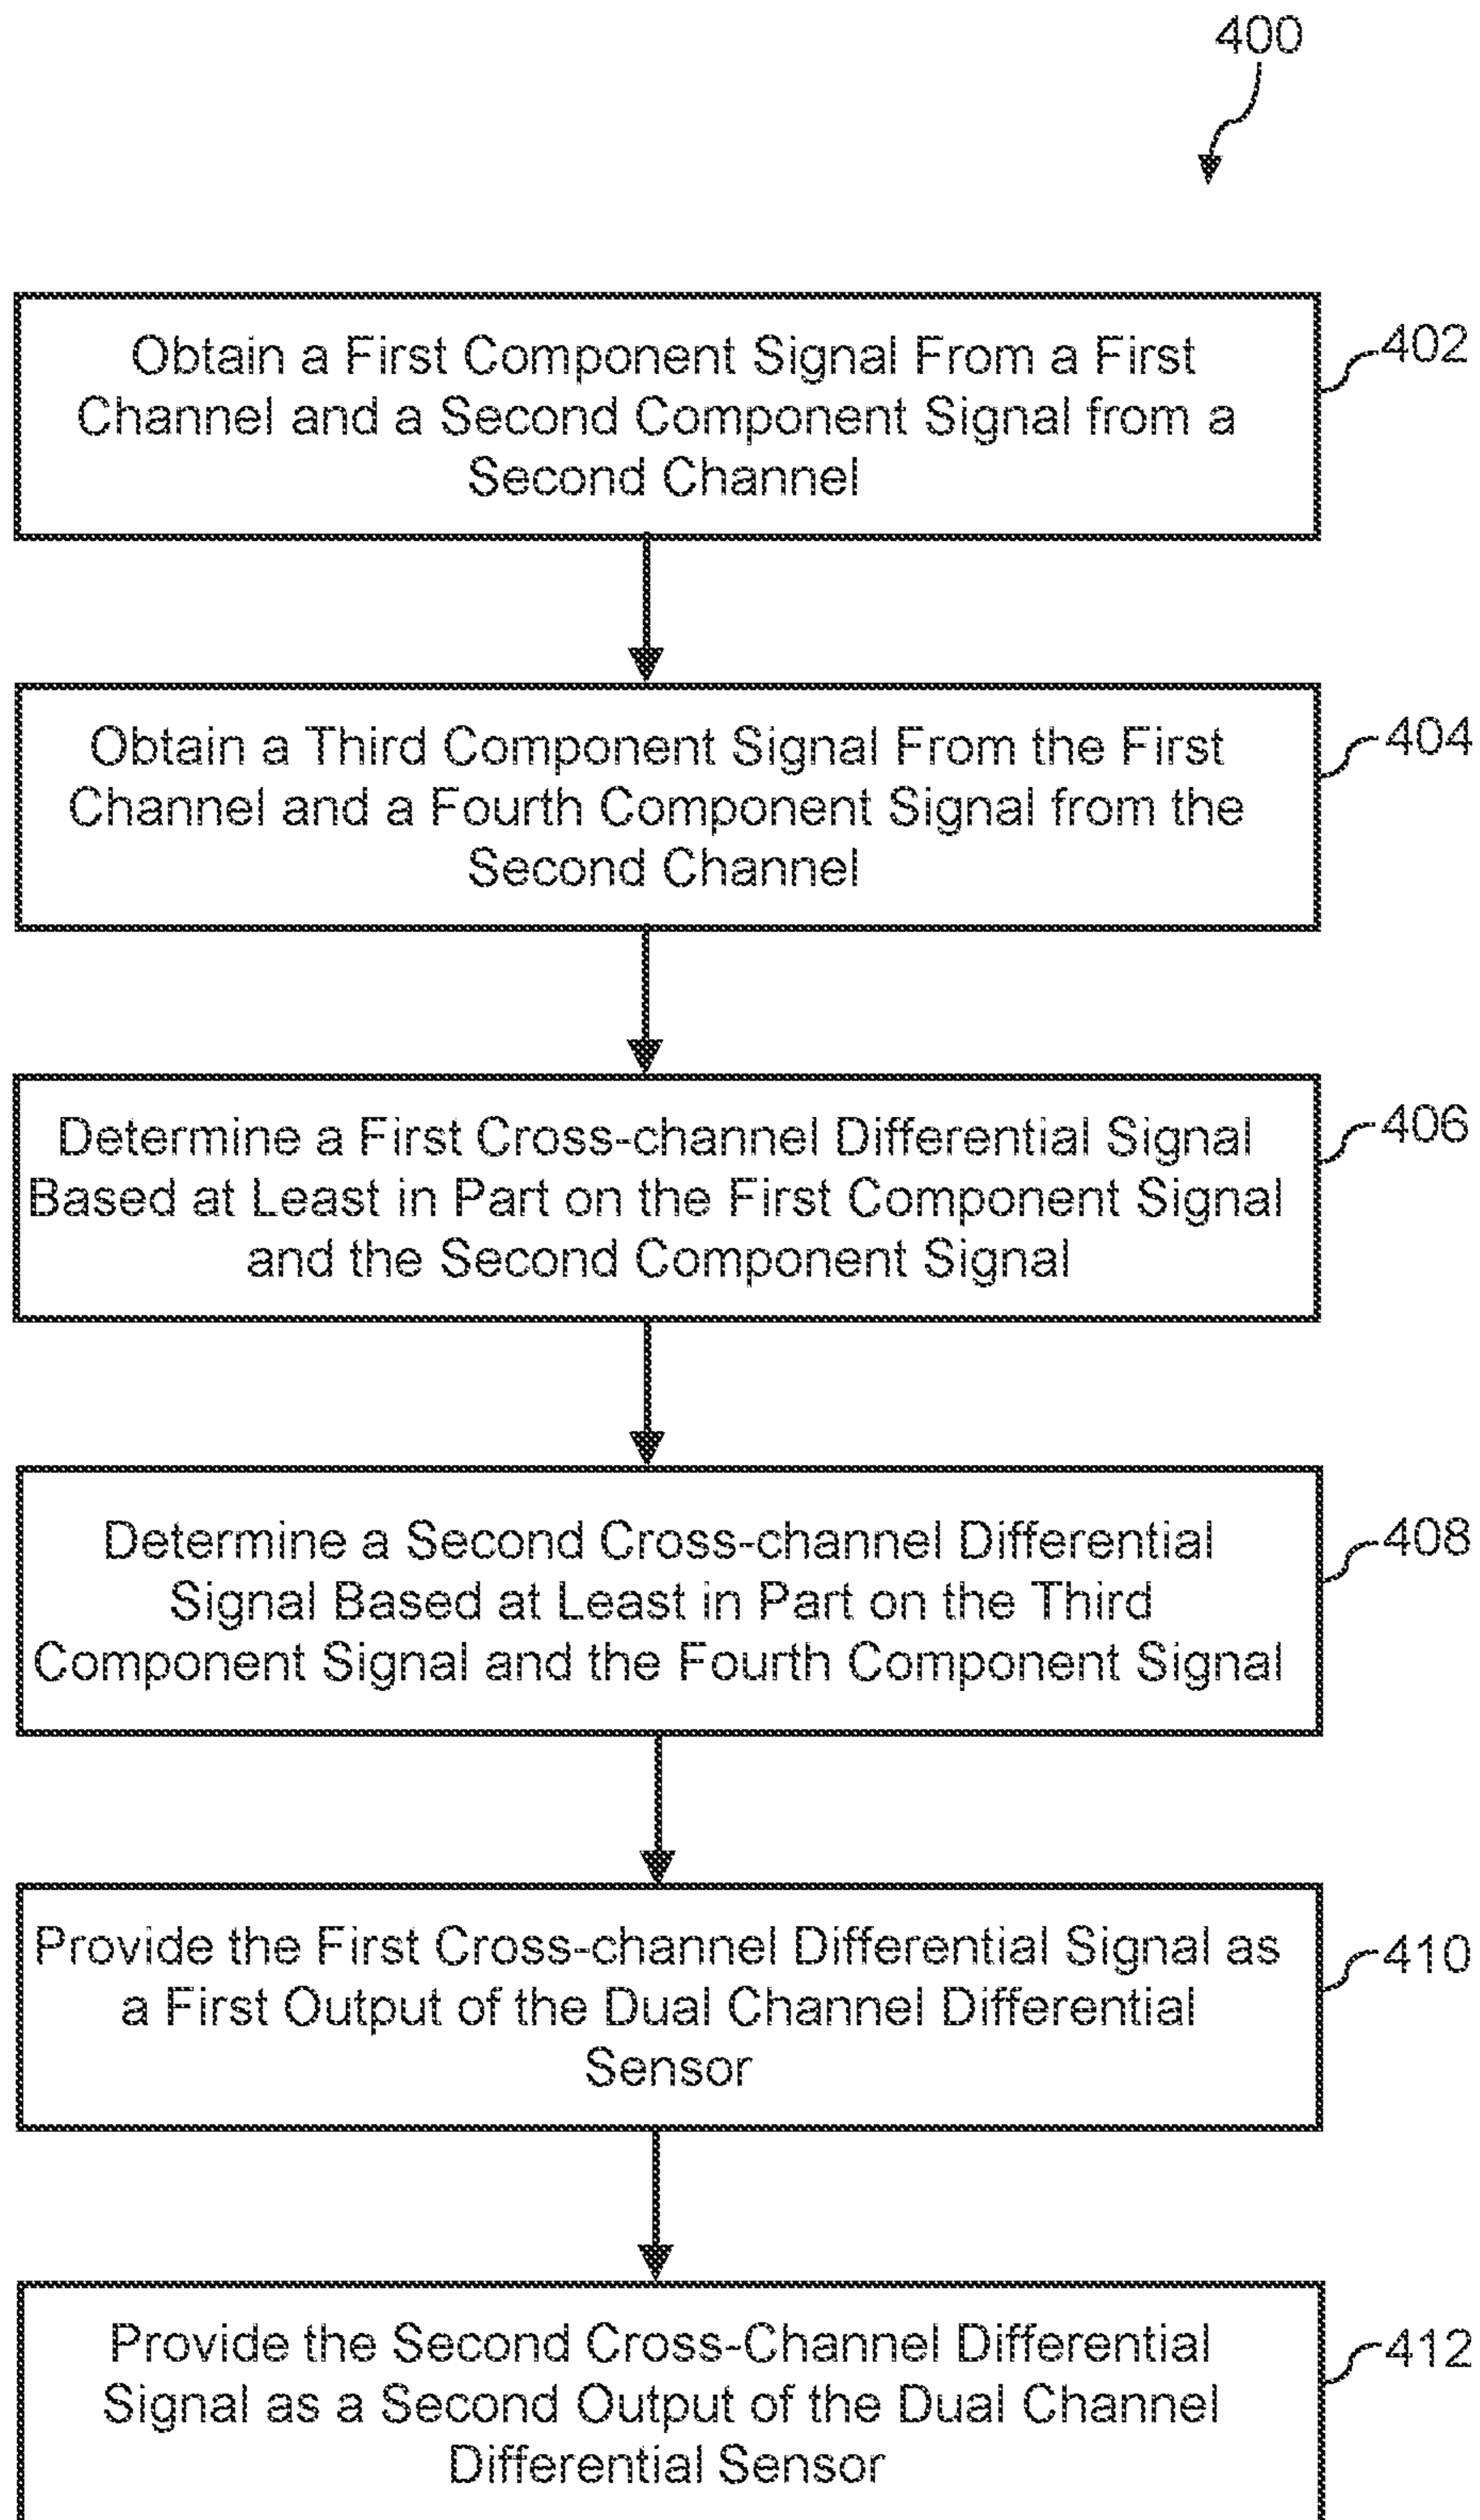 400
Obtain a First Component Signal From a First
Channel and a Second Component Signal from a
Second Channel
402
Obtain a Third Component Signal From the First
Channel and a Fourth Component Signal from the
Second Channel
404
Determine a First Cross-channel Differential Signal
Based at Least in Part on the First Component Signal
and the Second Component Signal
406
Determine a Second Cross-channel Differential
Signal Based at Least in Part on the Third
Component Signal and the Fourth Component Signal
408
Provide the First Cross-channel Differential Signal as
a First Output of the Dual Channel Differential
Sensor
410
Provide the Second Cross-Channel Differential
Signal as a Second Output of the Dual Channel
Differential Sensor
412